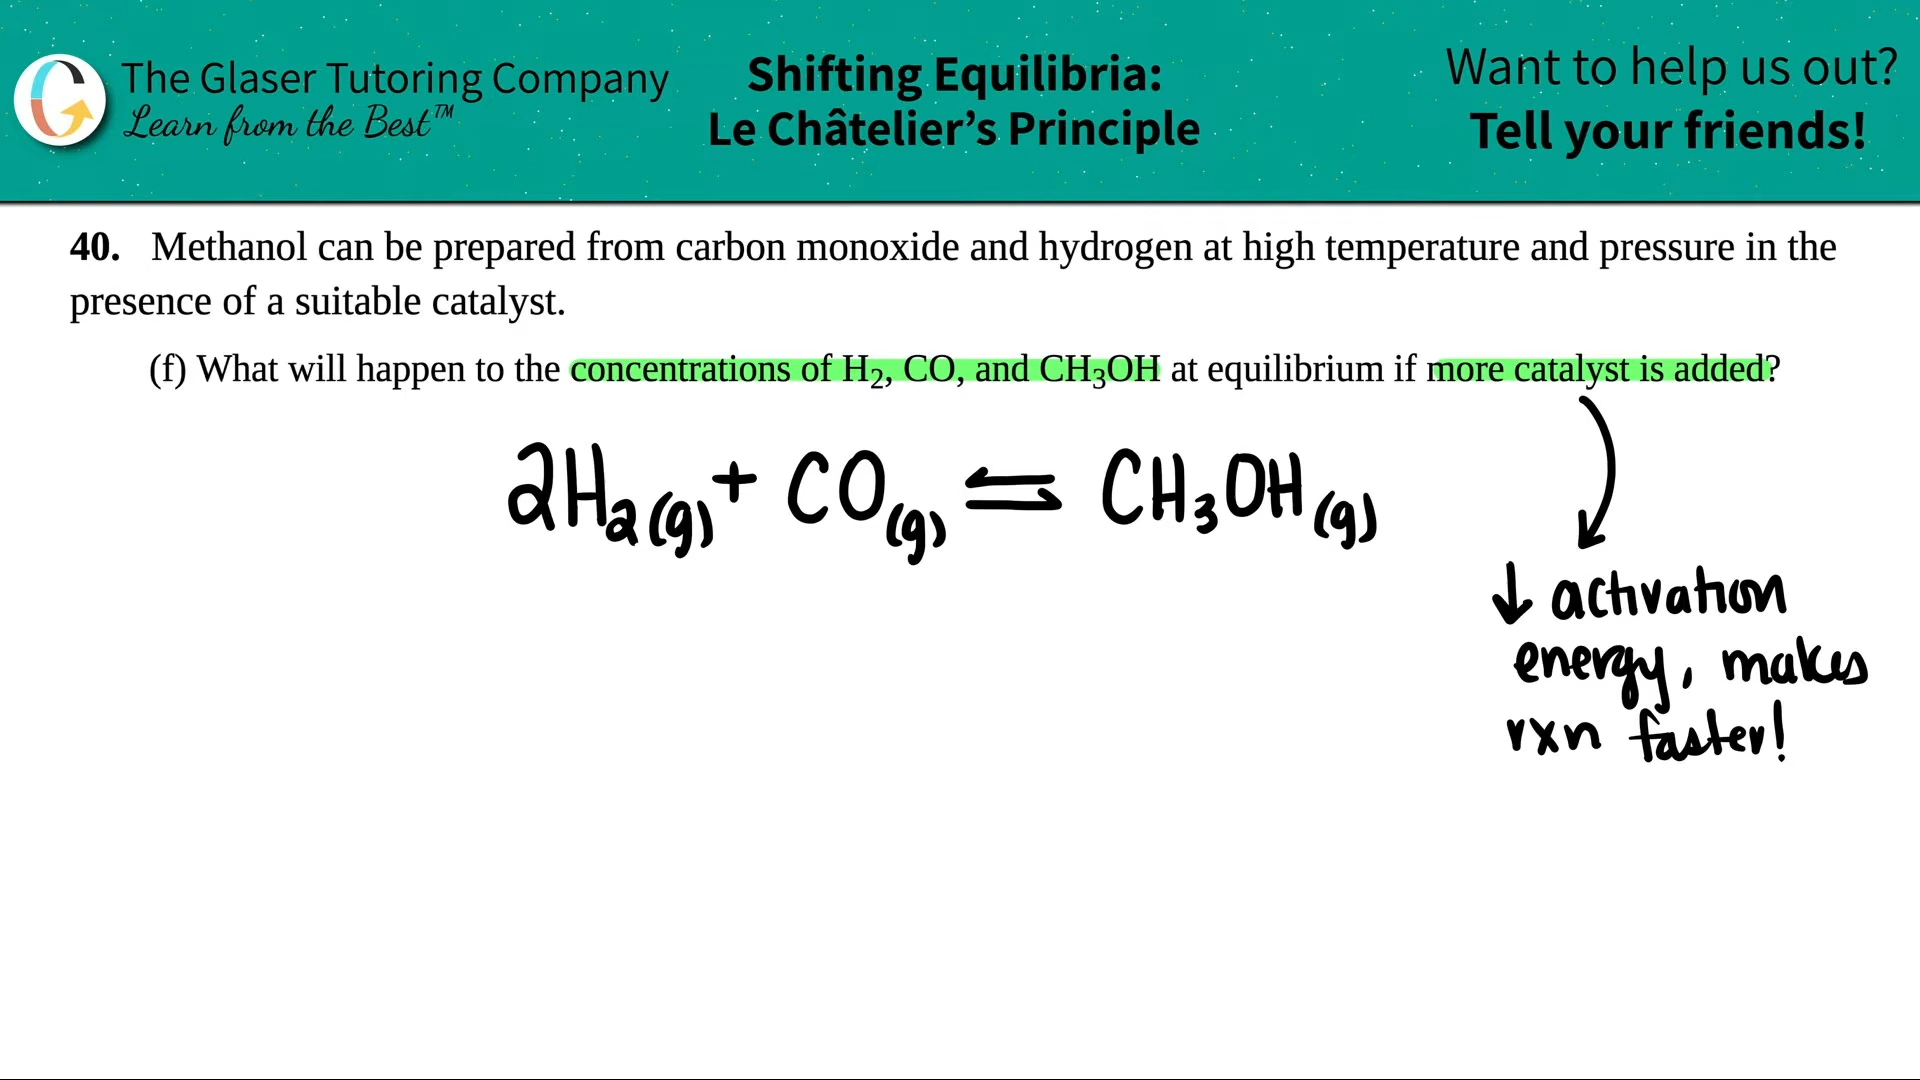 The Glaser Tutoring Company
Learn from the Best™
Shifting Equilibria:
Le Châtelier’s Principle
Want to help us out?
Tell your friends!
40. Methanol can be prepared from carbon monoxide and hydrogen at high temperature and pressure in the
presence of a suitable catalyst.
(f) What will happen to the concentrations of H₂, CO, and CH₃OH at equilibrium if more catalyst is added?
2H₂(g) + CO(g) ⇌ CH₃OH(g)
↓ activation
energy, makes
rxn faster!